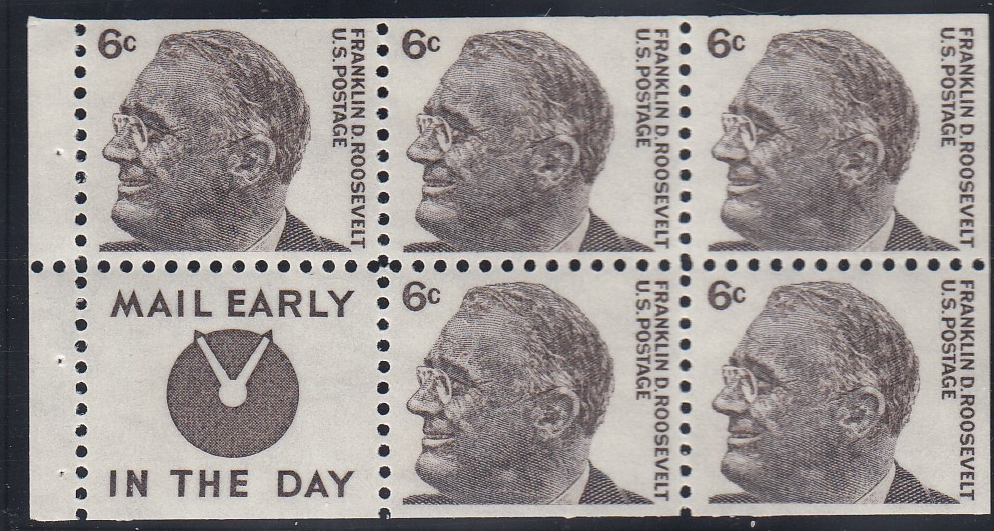 6c
FRANKLIN D. ROOSEVELT
U.S. POSTAGE
6c
FRANKLIN D. ROOSEVELT
U.S. POSTAGE
6c
FRANKLIN D. ROOSEVELT
U.S. POSTAGE
MAIL EARLY
IN THE DAY
6c
FRANKLIN D. ROOSEVELT
U.S. POSTAGE
6c
FRANKLIN D. ROOSEVELT
U.S. POSTAGE